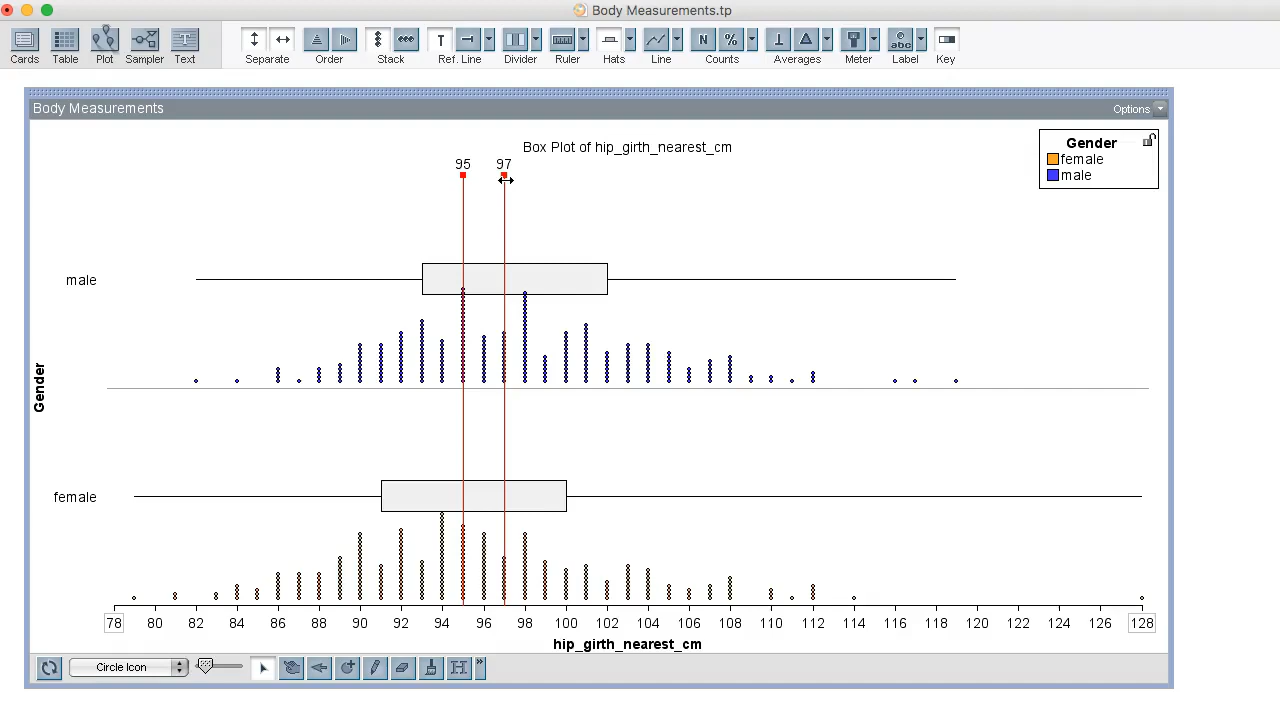 Body Measurements.tp
Cards Table Plot Sampler Text Separate Order Stack Ref. Line Divider Ruler Hats Line Counts Averages Meter Label Key
T N % abc
Body Measurements Options
Box Plot of hip_girth_nearest_cm
Gender
female
male
95 97
male
Gender
female
78 80 82 84 86 88 90 92 94 96 98 100 102 104 106 108 110 112 114 116 118 120 122 124 126 128
hip_girth_nearest_cm
Circle Icon